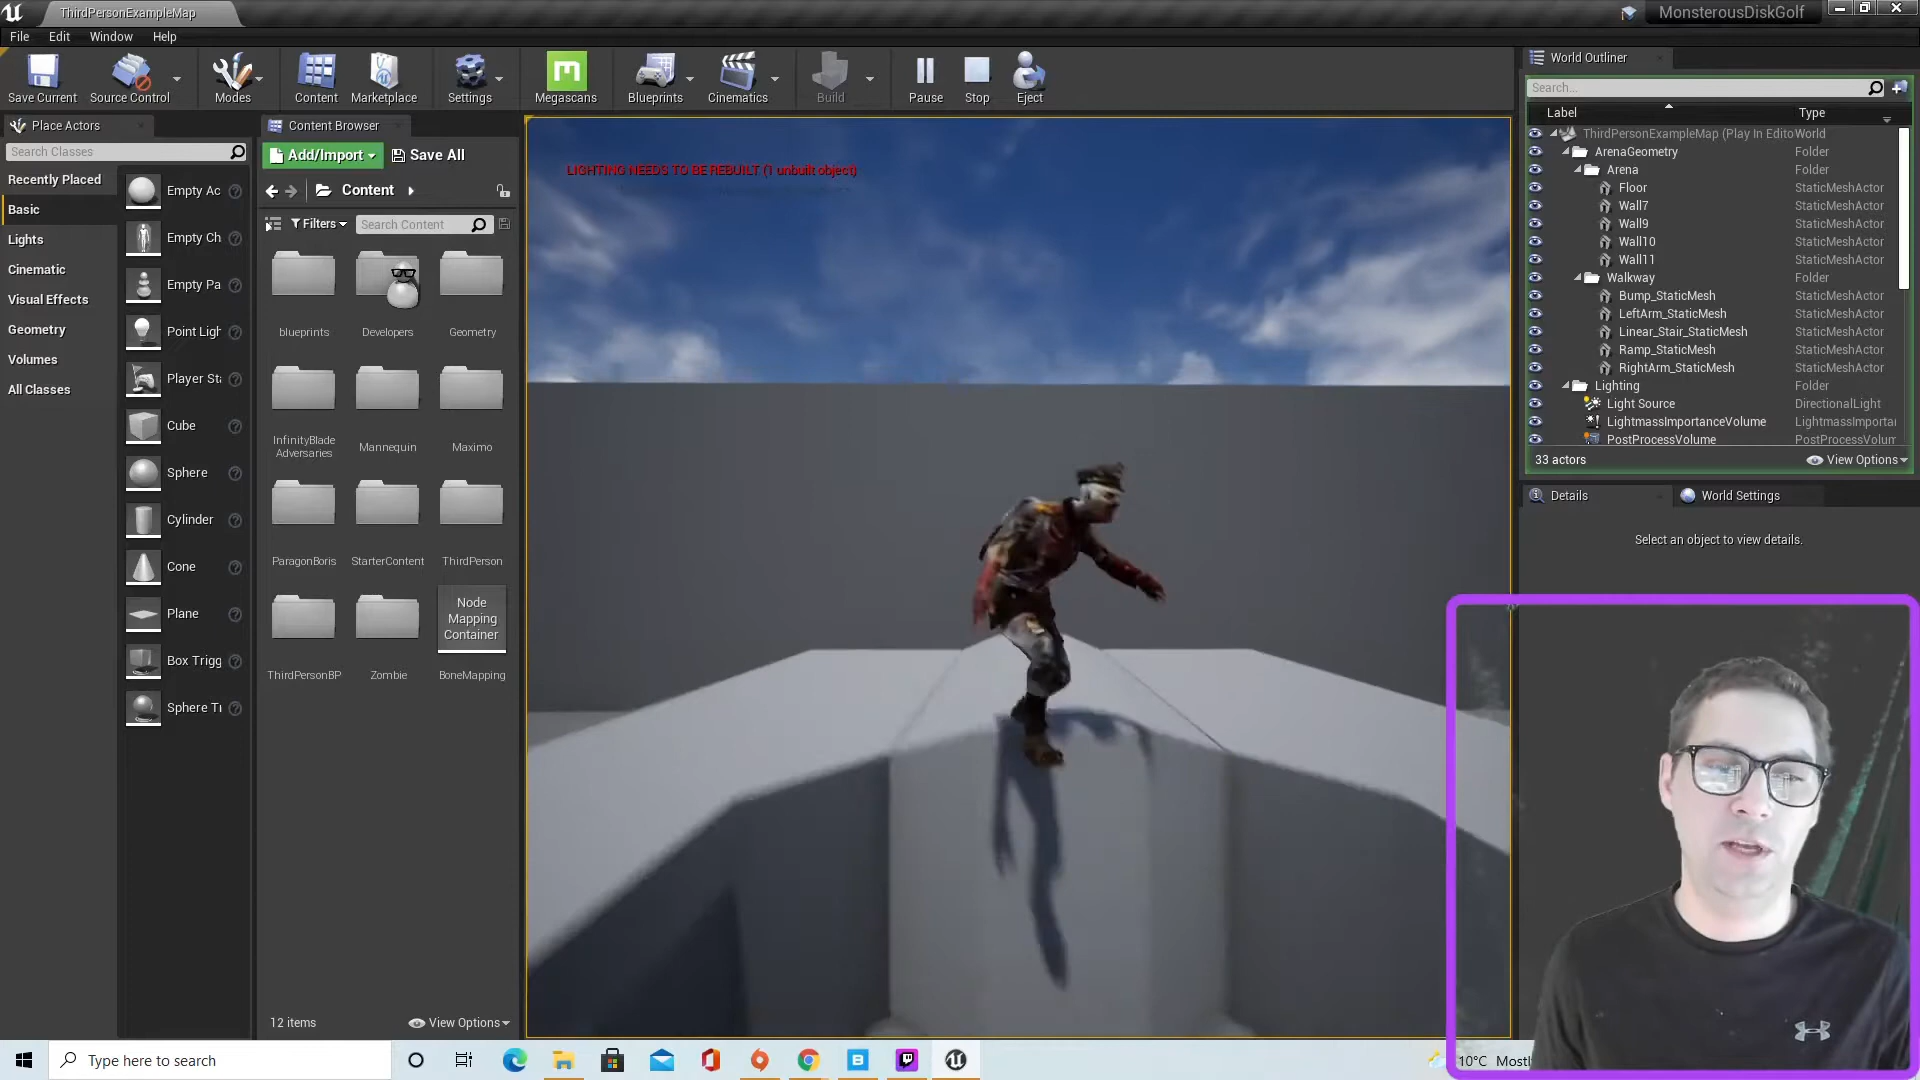 ThirdPersonExampleMap
MonsterousDiskGolf
File Edit Window Help
Save Current
Source Control
Modes
Content
Marketplace
Settings
Megascans
Blueprints
Cinematics
Build
Pause
Stop
Eject
Place Actors
Search Classes
Recently Placed
Basic
Lights
Cinematic
Visual Effects
Geometry
Volumes
All Classes
Empty Ac
Empty Ch
Empty Pa
Point Ligh
Player Sta
Cube
Sphere
Cylinder
Cone
Plane
Box Trigg
Sphere Tr
Content Browser
Add/Import
Save All
Content
Filters
Search Content
blueprints
Developers
Geometry
InfinityBlade
Adversaries
Mannequin
Maximo
ParagonBoris
StarterContent
ThirdPerson
Node
Mapping
Container
ThirdPersonBP
Zombie
BoneMapping
12 items
View Options
LIGHTING NEEDS TO BE REBUILT (1 unbuilt object)
World Outliner
Search...
Label Type
ThirdPersonExampleMap (Play In Edito World
ArenaGeometry Folder
Arena Folder
Floor StaticMeshActor
Wall7 StaticMeshActor
Wall9 StaticMeshActor
Wall10 StaticMeshActor
Wall11 StaticMeshActor
Walkway Folder
Bump_StaticMesh StaticMeshActor
LeftArm_StaticMesh StaticMeshActor
Linear_Stair_StaticMesh StaticMeshActor
Ramp_StaticMesh StaticMeshActor
RightArm_StaticMesh StaticMeshActor
Lighting Folder
Light Source DirectionalLight
LightmassImportanceVolume LightmassImporta
PostProcessVolume PostProcessVolum
33 actors
View Options
Details
World Settings
Select an object to view details.
Type here to search
10°C Mostl